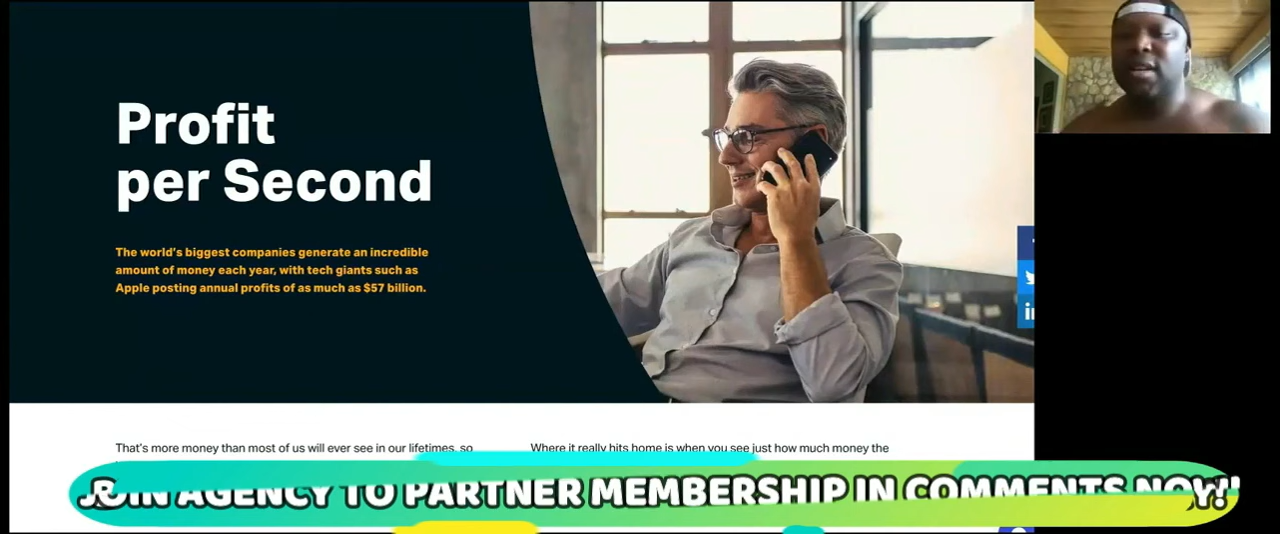 Profit
per Second
The world's biggest companies generate an incredible
amount of money each year, with tech giants such as
Apple posting annual profits of as much as $57 billion.
That's more money than most of us will ever see in our lifetimes, so
Where it really hits home is when you see just how much money the
JOIN AGENCY TO PARTNER MEMBERSHIP IN COMMENTS NOW!